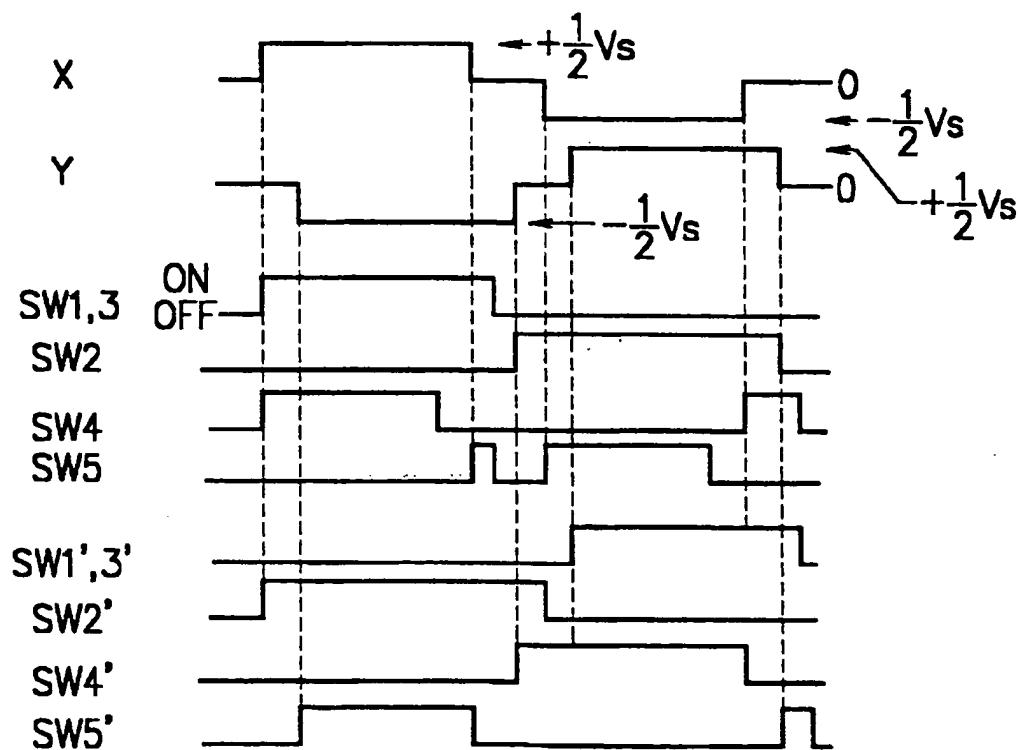 X
+1/2Vs
0
-1/2Vs
Y
0
+1/2Vs
-1/2Vs
ON
OFF
SW1,3
SW2
SW4
SW5
SW1',3'
SW2'
SW4'
SW5'